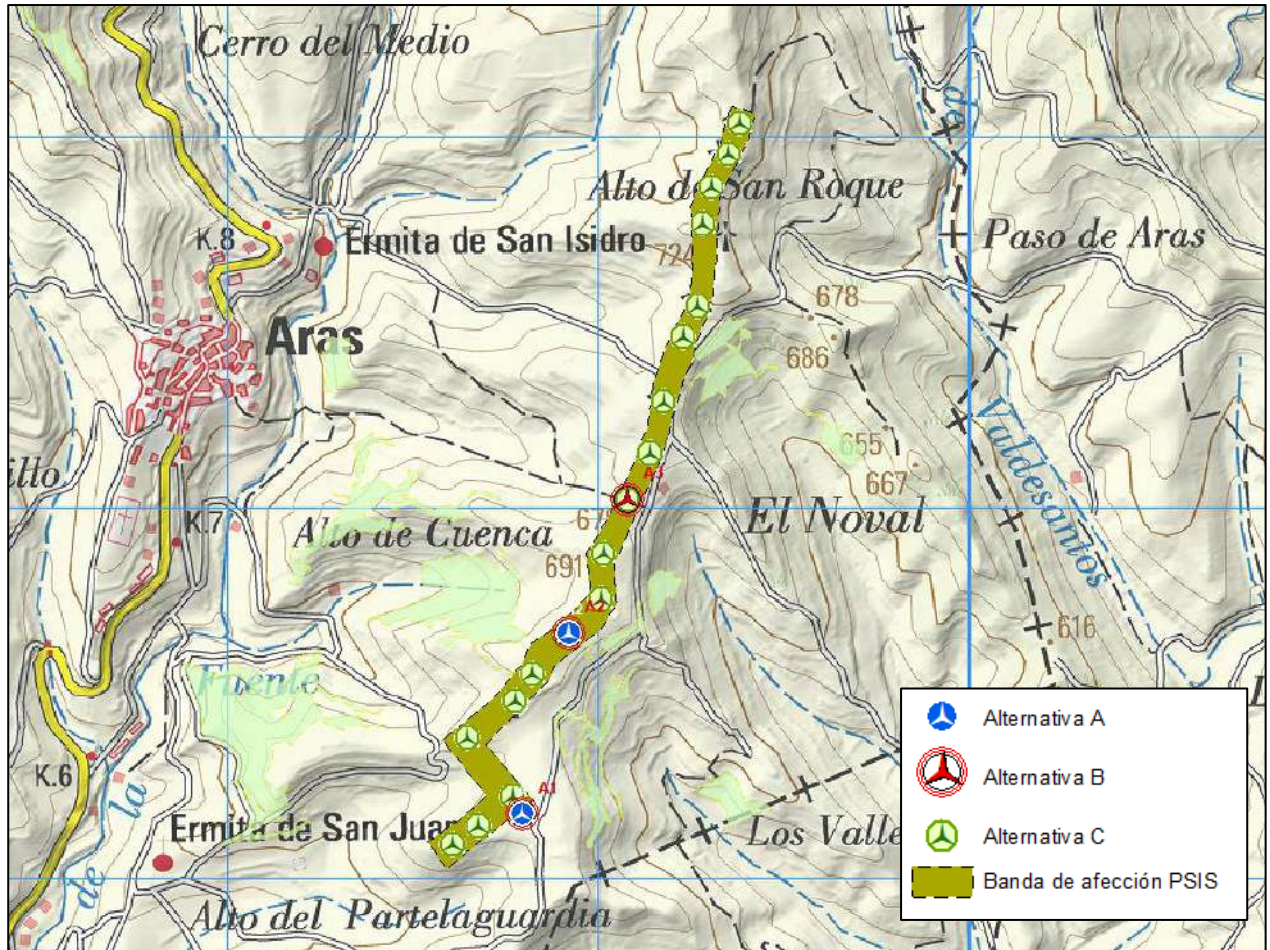 Cerro del Medio
de
Alto de San Roque
K.8
Ermita de San Isidro
Paso de Aras
724
678
Aras
686
655
667
Valdesantos
A3
K.7
Alto de Cuenca
El Noval
691
A2
616
Fuente
K.6
la
de
A1
Ermita de San Juan
Los Valle
Alto del Partelaguardia
Alternativa A
Alternativa B
Alternativa C
Banda de afección PSIS